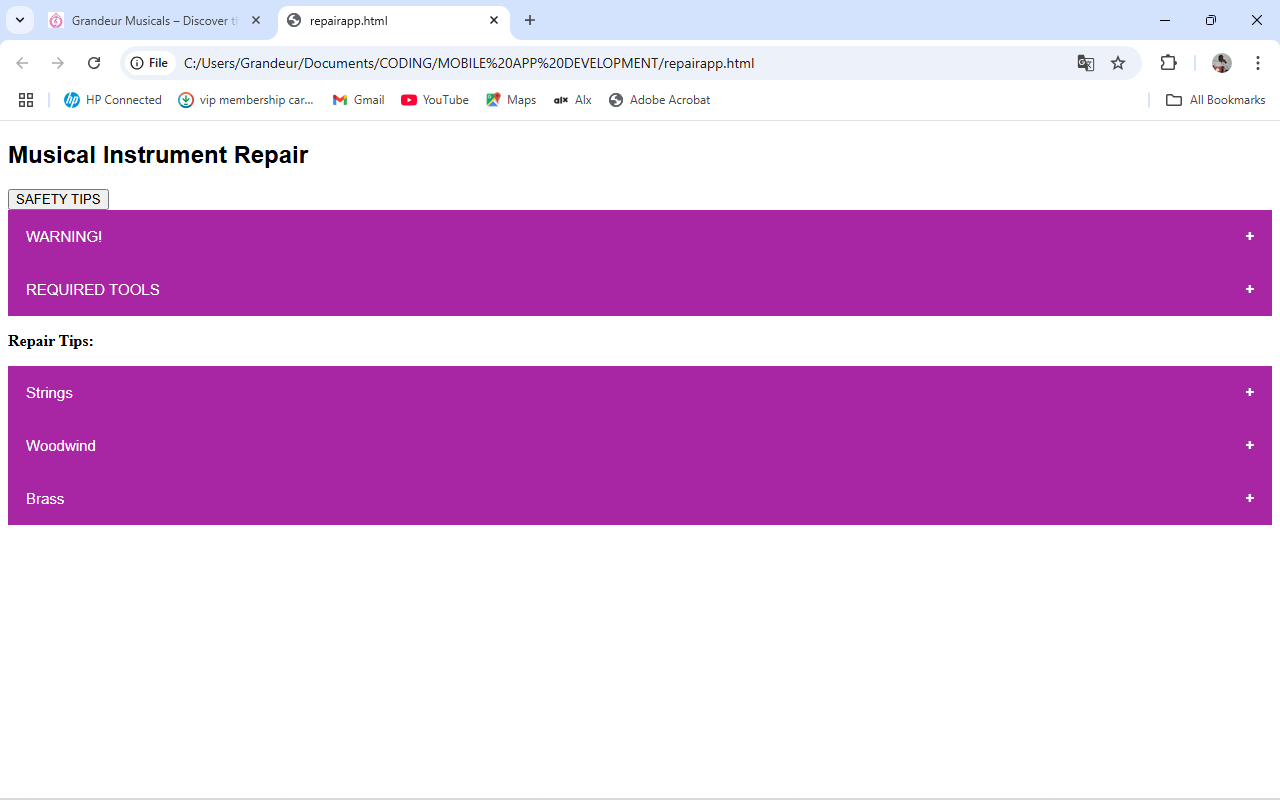 Grandeur Musicals – Discover
repairapp.html
File
C:/Users/Grandeur/Documents/CODING/MOBILE%20APP%20DEVELOPMENT/repairapp.html
HP Connected
vip membership car...
Gmail
YouTube
Maps
alx
Alx
Adobe Acrobat
All Bookmarks
Musical Instrument Repair
SAFETY TIPS
WARNING! +
REQUIRED TOOLS +
Repair Tips:
Strings +
Woodwind +
Brass +